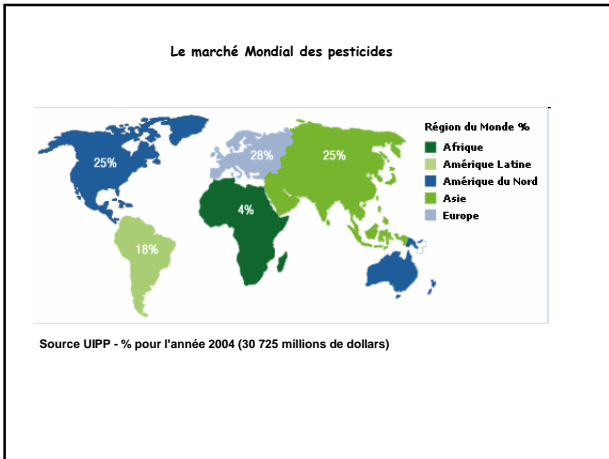 Le marché Mondial des pesticides
Région du Monde %
Afrique
Amérique Latine
Amérique du Nord
Asie
Europe
25%
28%
25%
4%
18%
Source UIPP - % pour l'année 2004 (30 725 millions de dollars)